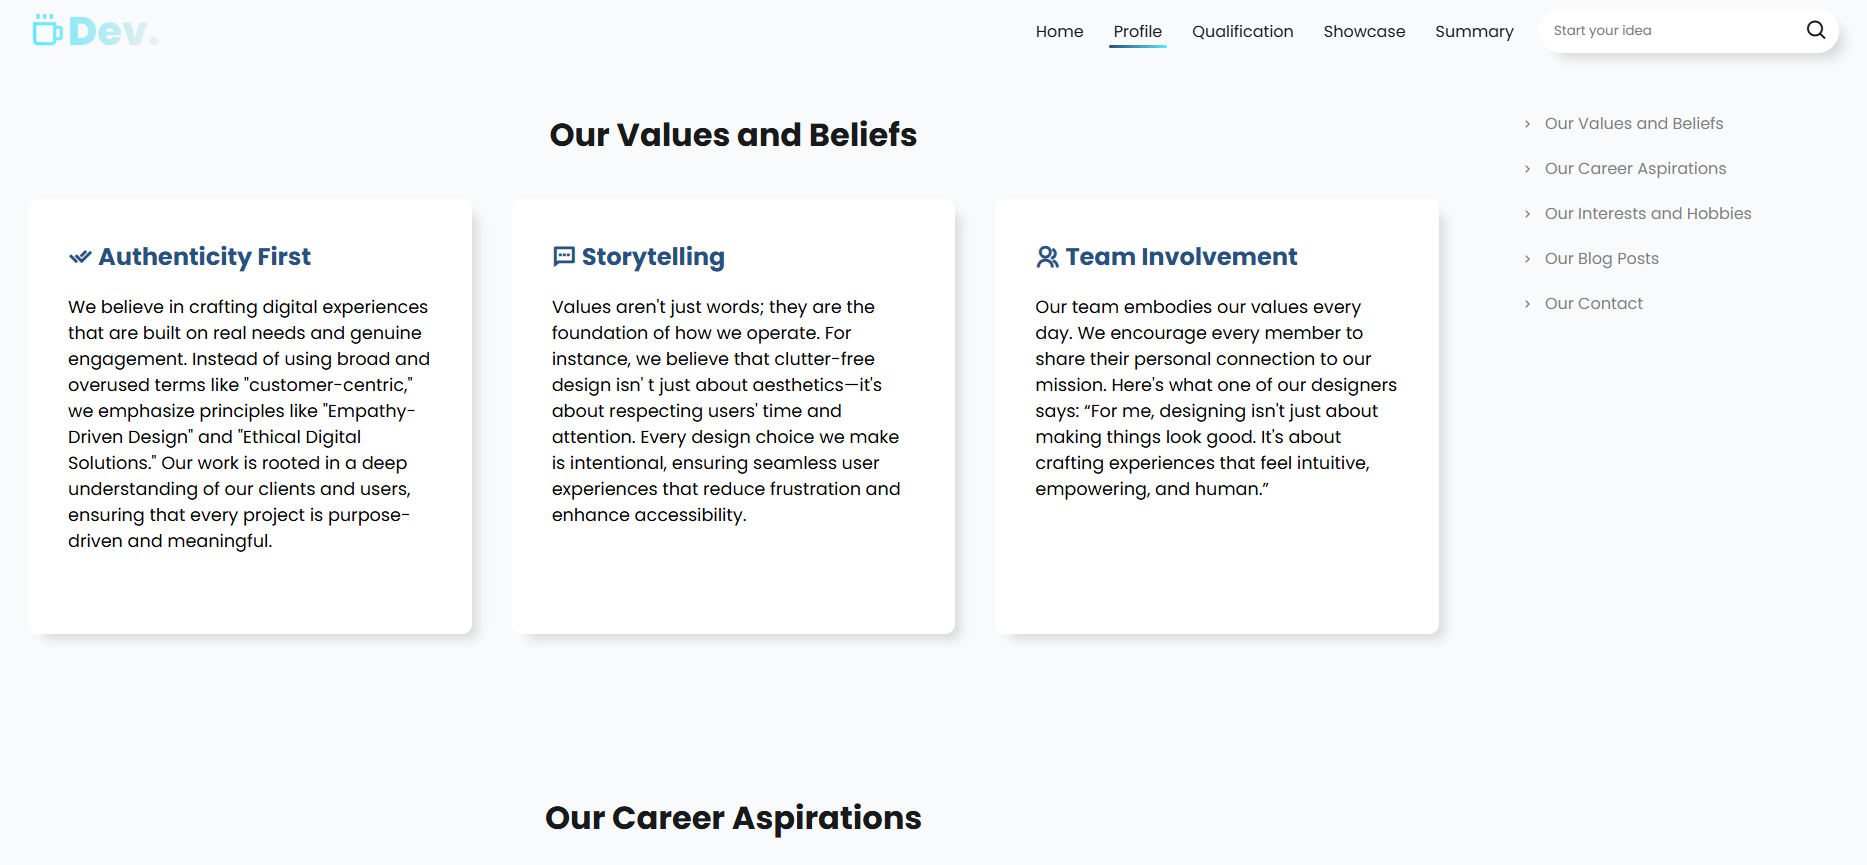 Dev.
Home Profile Qualification Showcase Summary Start your idea
Our Values and Beliefs
Authenticity First
We believe in crafting digital experiences
that are built on real needs and genuine
engagement. Instead of using broad and
overused terms like "customer-centric,"
we emphasize principles like "Empathy-
Driven Design" and "Ethical Digital
Solutions." Our work is rooted in a deep
understanding of our clients and users,
ensuring that every project is purpose-
driven and meaningful.
Storytelling
Values aren't just words; they are the
foundation of how we operate. For
instance, we believe that clutter-free
design isn' t just about aesthetics—it's
about respecting users' time and
attention. Every design choice we make
is intentional, ensuring seamless user
experiences that reduce frustration and
enhance accessibility.
Team Involvement
Our team embodies our values every
day. We encourage every member to
share their personal connection to our
mission. Here's what one of our designers
says: “For me, designing isn't just about
making things look good. It's about
crafting experiences that feel intuitive,
empowering, and human.”
Our Values and Beliefs
Our Career Aspirations
Our Interests and Hobbies
Our Blog Posts
Our Contact
Our Career Aspirations